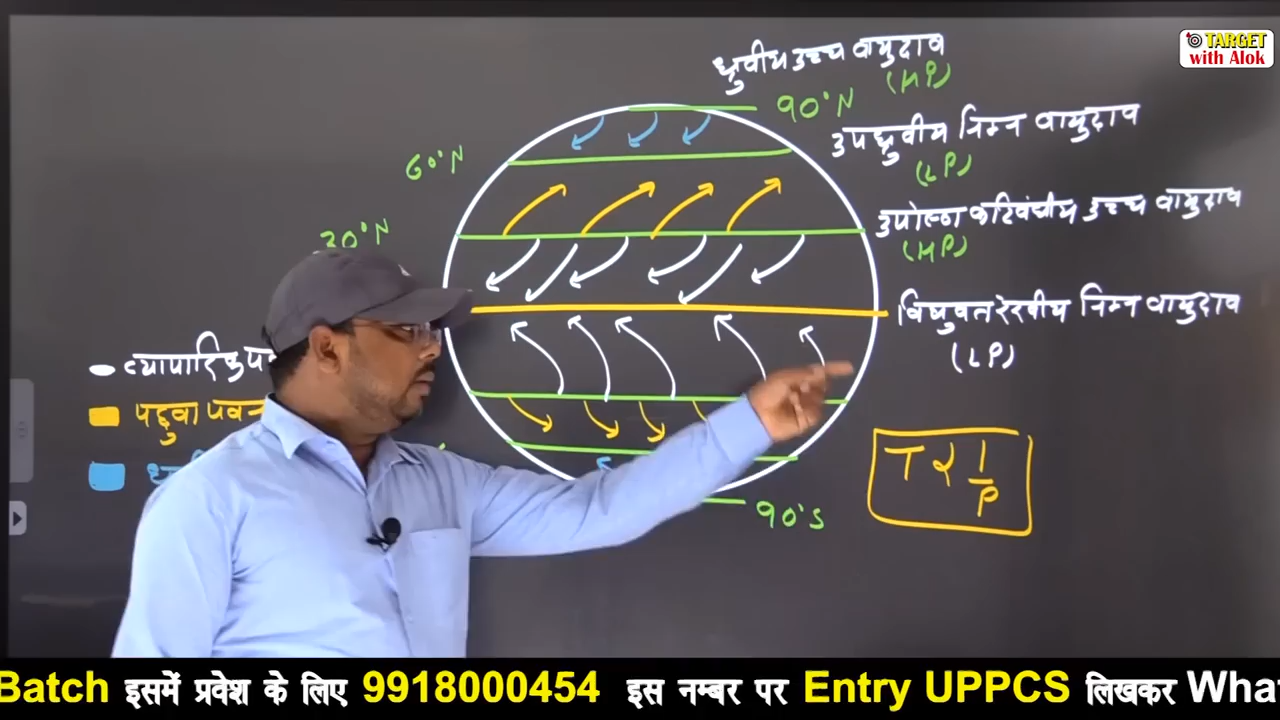 TARGET
with Alok
ध्रुवीय उच्च वायुदाव
(HP)
90°N
उपध्रुवीय निम्न वायुदाव
(LP)
60°N
उपोष्ण कटिबंधीय उच्च वायुदाव
(HP)
30°N
विषुवत रेखीय निम्न वायुदाव
(LP)
व्यापारिक
पछुवा पवन
T ∝ 1/P
90°S
Batch इसमें प्रवेश के लिए 9918000454 इस नम्बर पर Entry UPPCS लिखकर What